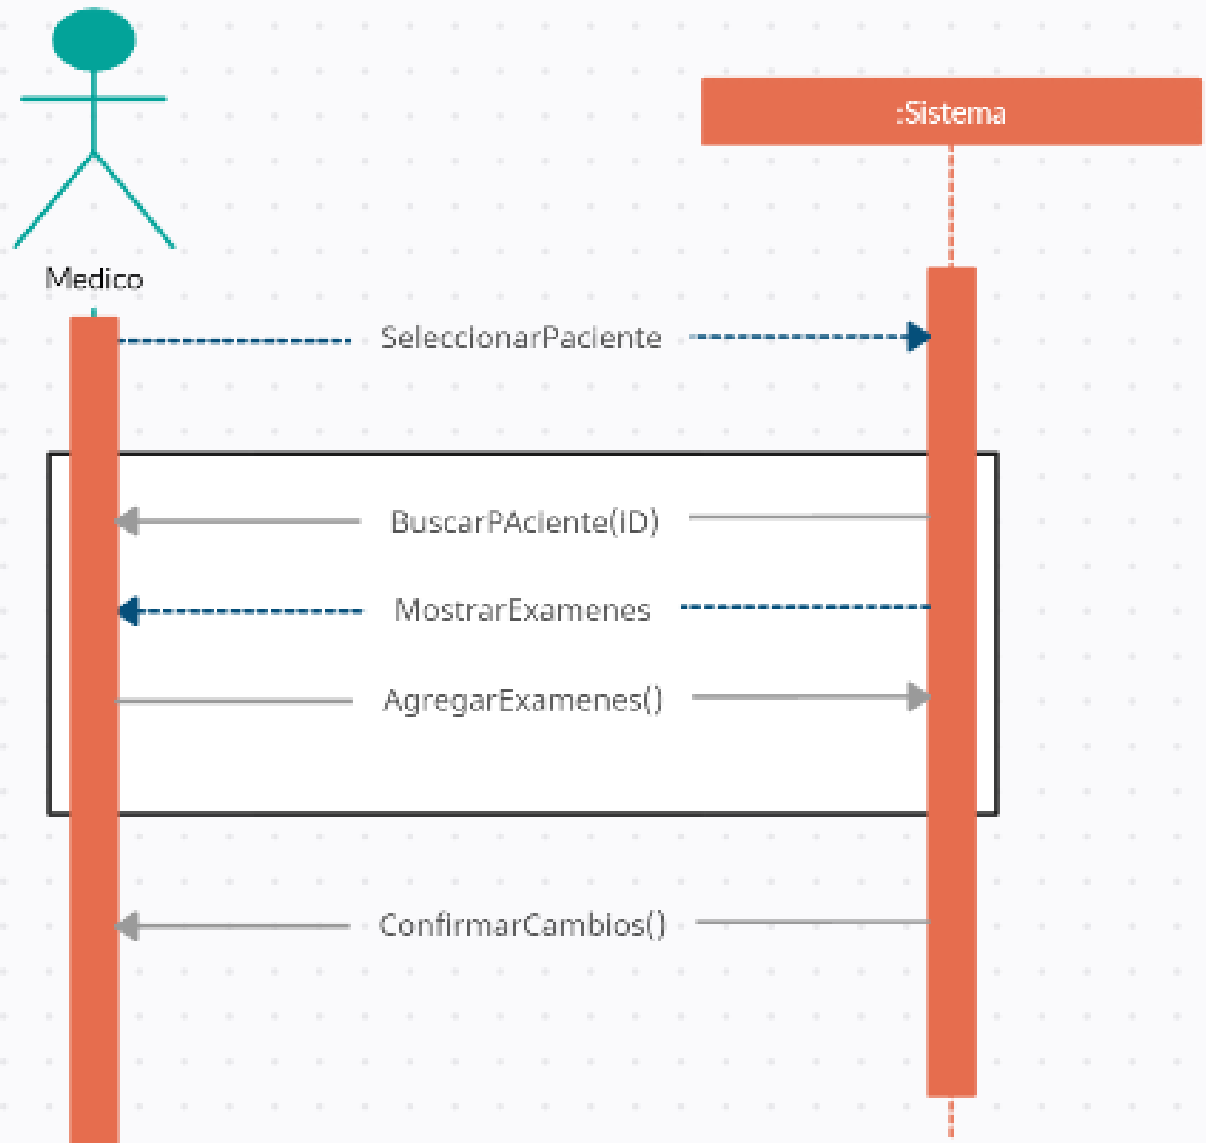 :Sistema
Medico
SeleccionarPaciente
BuscarPAciente(ID)
MostrarExamenes
AgregarExamenes()
ConfirmarCambios()